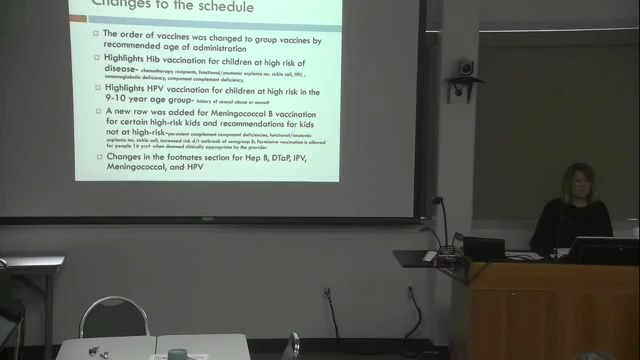 Changes to the schedule
The order of vaccines was changed to group vaccines by
recommended age of administration
Highlights Hib vaccination for children at high risk of
disease- chemotherapy recipients, functional/anatomic asplenia inc. sickle cell, HIV,
immunoglobulin deficiency, component complement deficiency,
Highlights HPV vaccination for children at high risk in the
9-10 year age group- history of sexual abuse or assault
A new row was added for Meningococcal B vaccination
for certain high-risk kids and recommendations for kids
not at high-risk-persistent complement component deficiencies, functional/anatomic
asplenia inc. sickle cell, increased risk d/t outbreak of serogroup B; Permissive vaccination is allowed
for people 16 yrs+ when deemed clinically appropriate by the provider
Changes in the footnotes section for Hep B, DTaP, IPV,
Meningococcal, and HPV